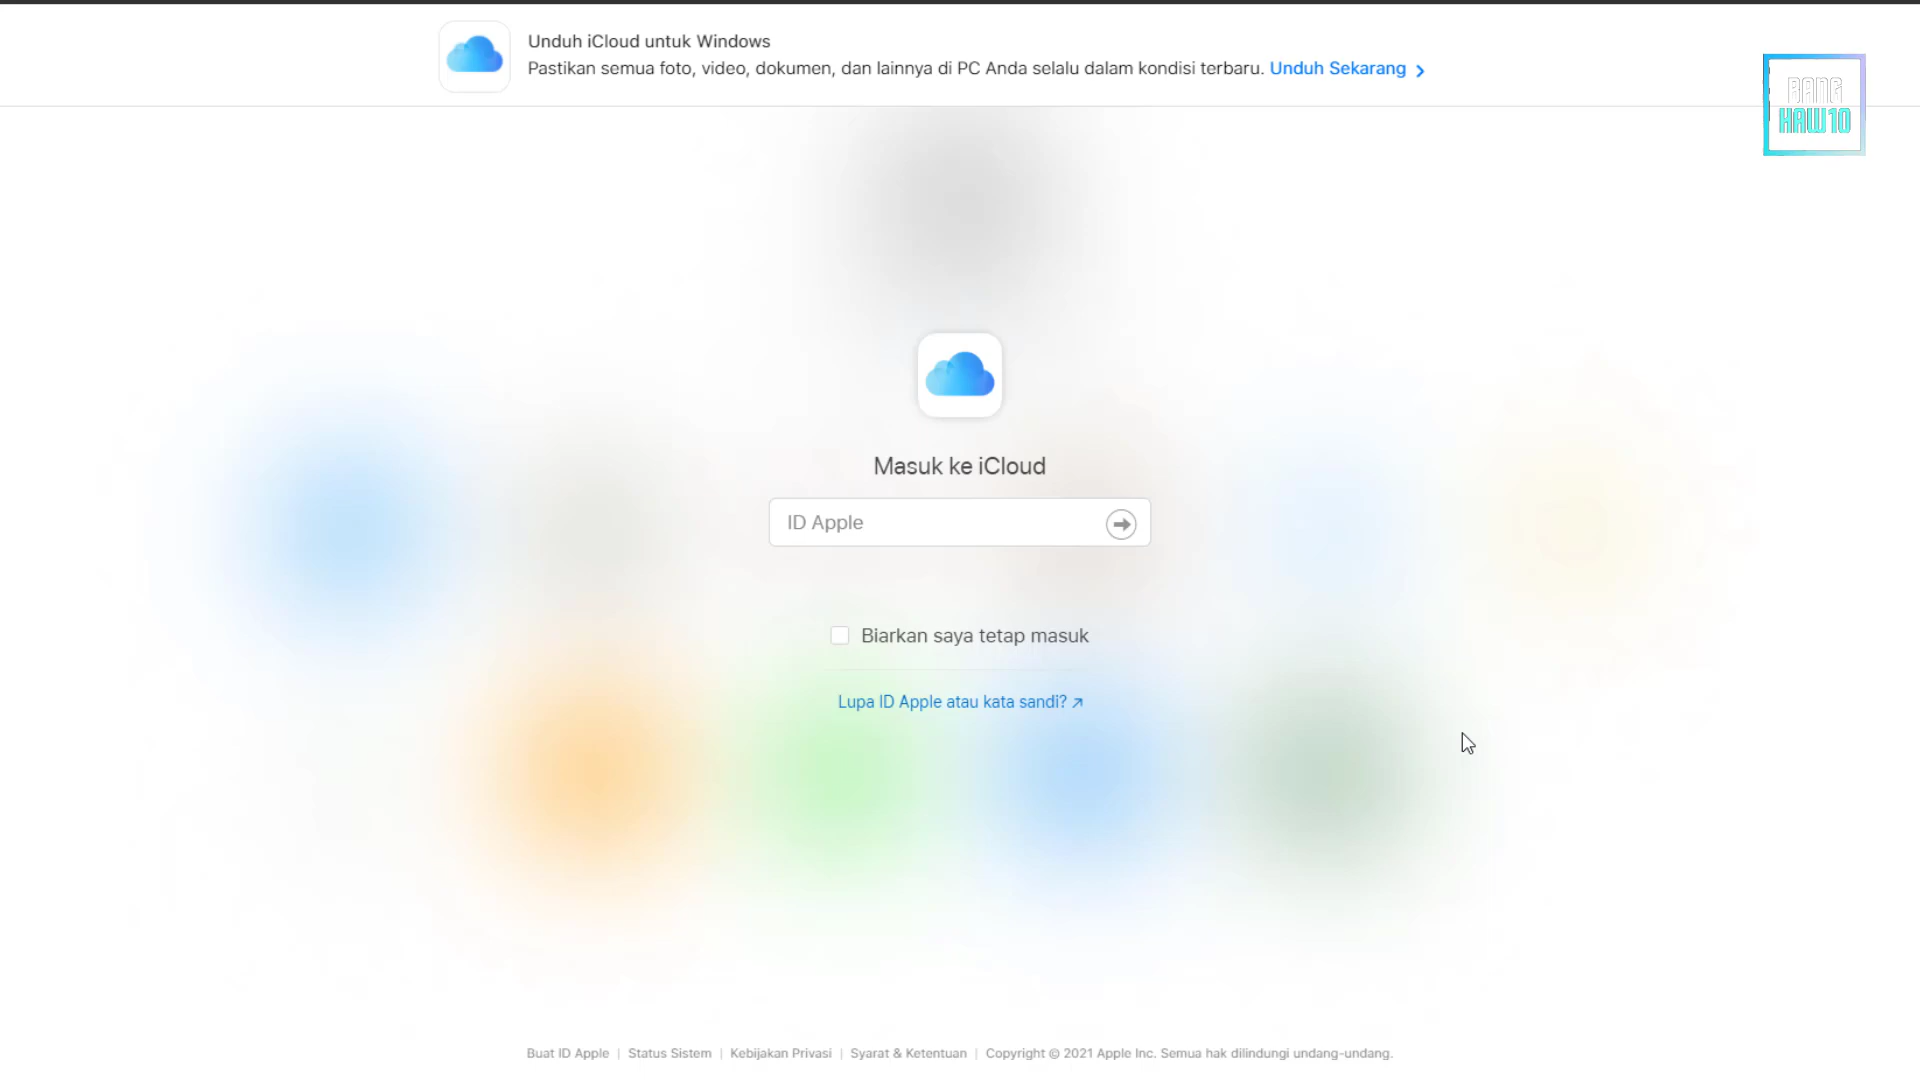 Unduh iCloud untuk Windows
Pastikan semua foto, video, dokumen, dan lainnya di PC Anda selalu dalam kondisi terbaru. Unduh Sekarang >
BANG
HAW10
Masuk ke iCloud
ID Apple
Biarkan saya tetap masuk
Lupa ID Apple atau kata sandi? ↗
Buat ID Apple | Status Sistem | Kebijakan Privasi | Syarat & Ketentuan | Copyright © 2021 Apple Inc. Semua hak dilindungi undang-undang.